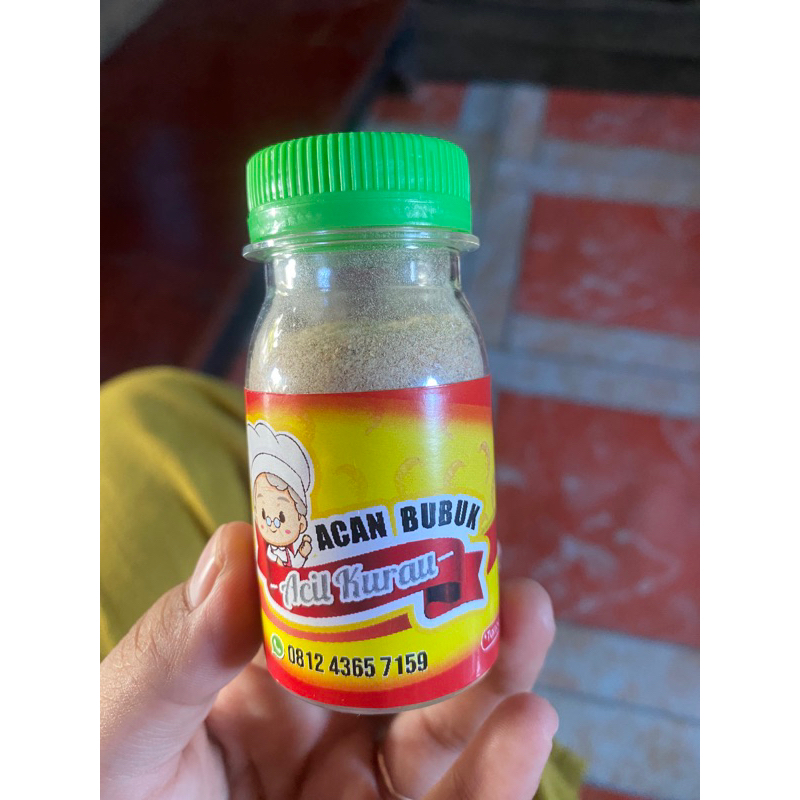 ACAN BUBUK
Acil Kurau
0812 4365 7159